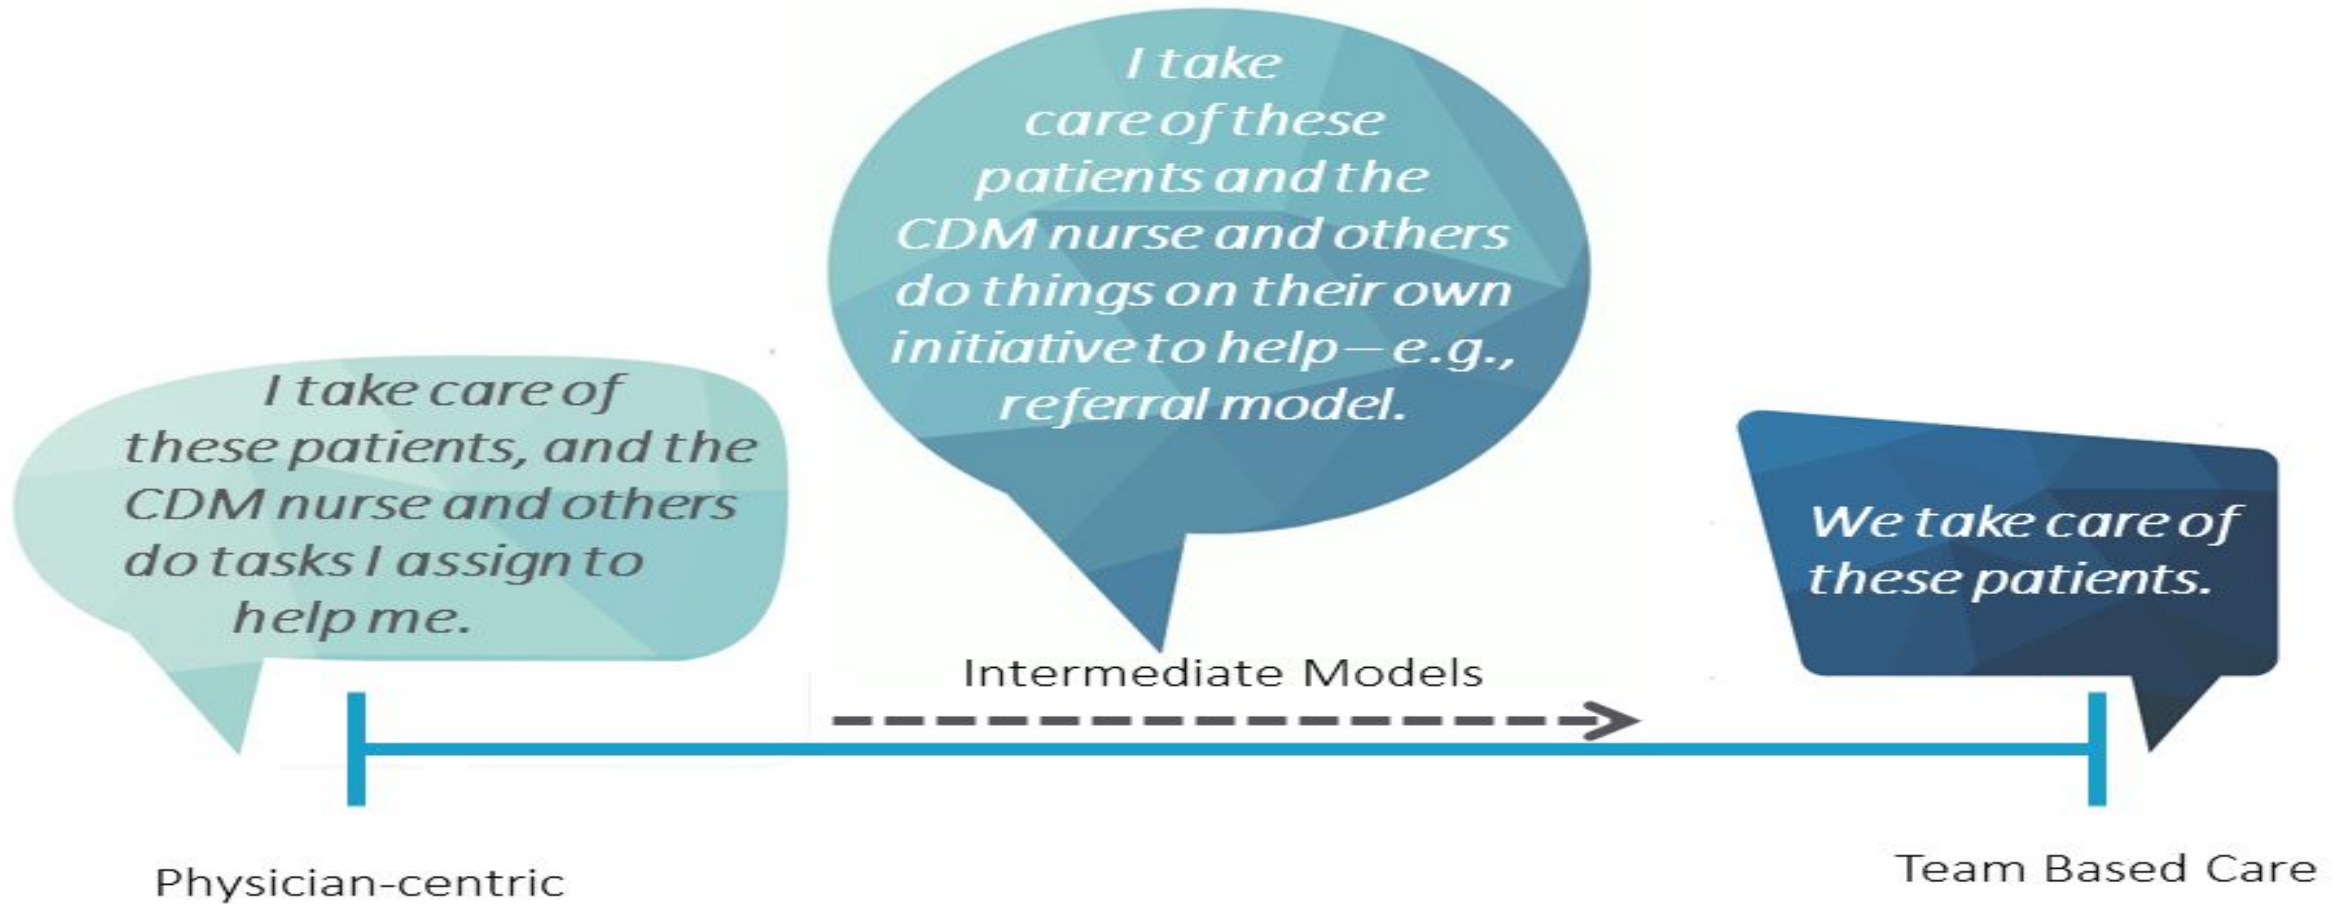 I take care of
these patients, and the
CDM nurse and others
do tasks I assign to
help me.
I take
care of these
patients and the
CDM nurse and others
do things on their own
initiative to help – e.g.,
referral model.
We take care of
these patients.
Intermediate Models
Physician-centric
Team Based Care